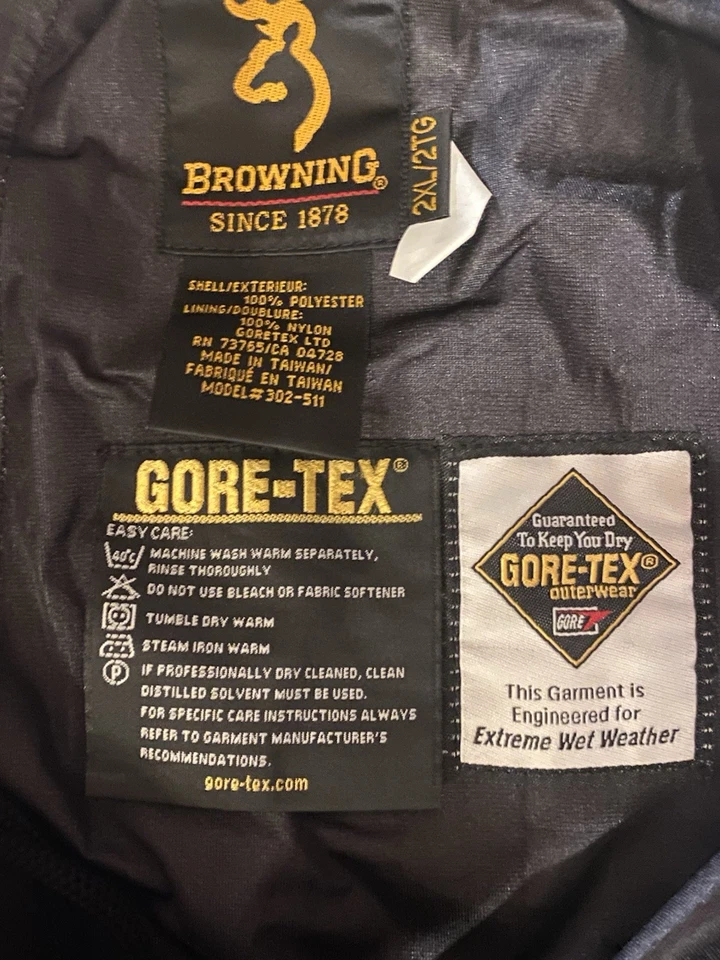 BROWNING®
SINCE 1878
2XL/2TG
SHELL/EXTERIEUR:
100% POLYESTER
LINING/DOUBLURE:
100% NYLON
GORETEX LTD
RN 73765/CA 04728
MADE IN TAIWAN/
FABRIQUÉ EN TAIWAN
MODEL#302-511
GORE-TEX®
EASY CARE:
40°C MACHINE WASH WARM SEPARATELY,
RINSE THOROUGHLY
DO NOT USE BLEACH OR FABRIC SOFTENER
TUMBLE DRY WARM
STEAM IRON WARM
P IF PROFESSIONALLY DRY CLEANED, CLEAN
DISTILLED SOLVENT MUST BE USED.
FOR SPECIFIC CARE INSTRUCTIONS ALWAYS
REFER TO GARMENT MANUFACTURER'S
RECOMMENDATIONS.
gore-tex.com
Guaranteed
To Keep You Dry
GORE-TEX®
outerwear
GORE
This Garment is
Engineered for
Extreme Wet Weather